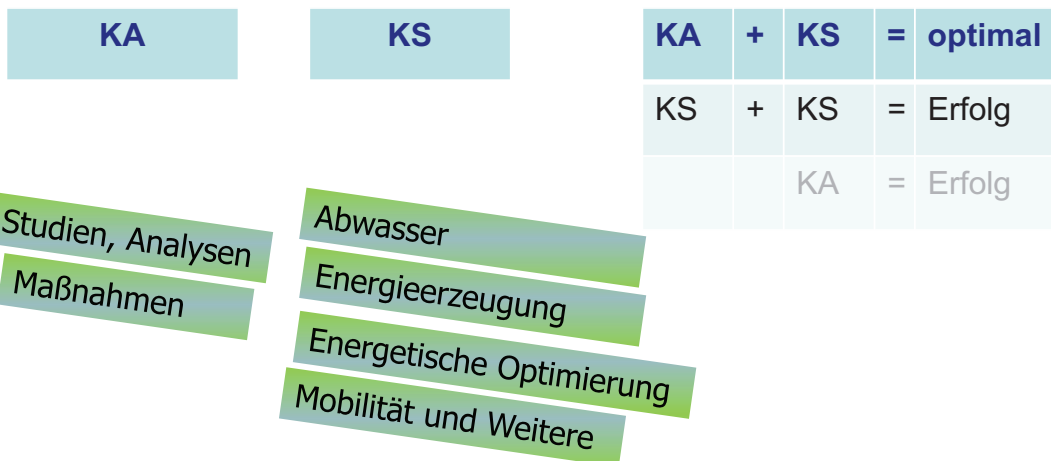 KA
KS
KA + KS = optimal
KS + KS = Erfolg
KA = Erfolg
Studien, Analysen
Maßnahmen
Abwasser
Energieerzeugung
Energetische Optimierung
Mobilität und Weitere